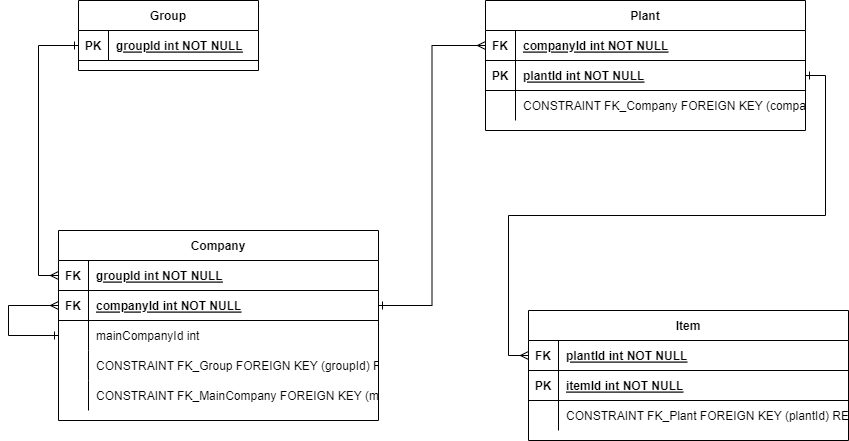 Group
PK groupId int NOT NULL
Plant
FK companyId int NOT NULL
PK plantId int NOT NULL
CONSTRAINT FK_Company FOREIGN KEY (compa
Company
FK groupId int NOT NULL
FK companyId int NOT NULL
mainCompanyId int
CONSTRAINT FK_Group FOREIGN KEY (groupId) R
CONSTRAINT FK_MainCompany FOREIGN KEY (m
Item
FK plantId int NOT NULL
PK itemId int NOT NULL
CONSTRAINT FK_Plant FOREIGN KEY (plantId) RE